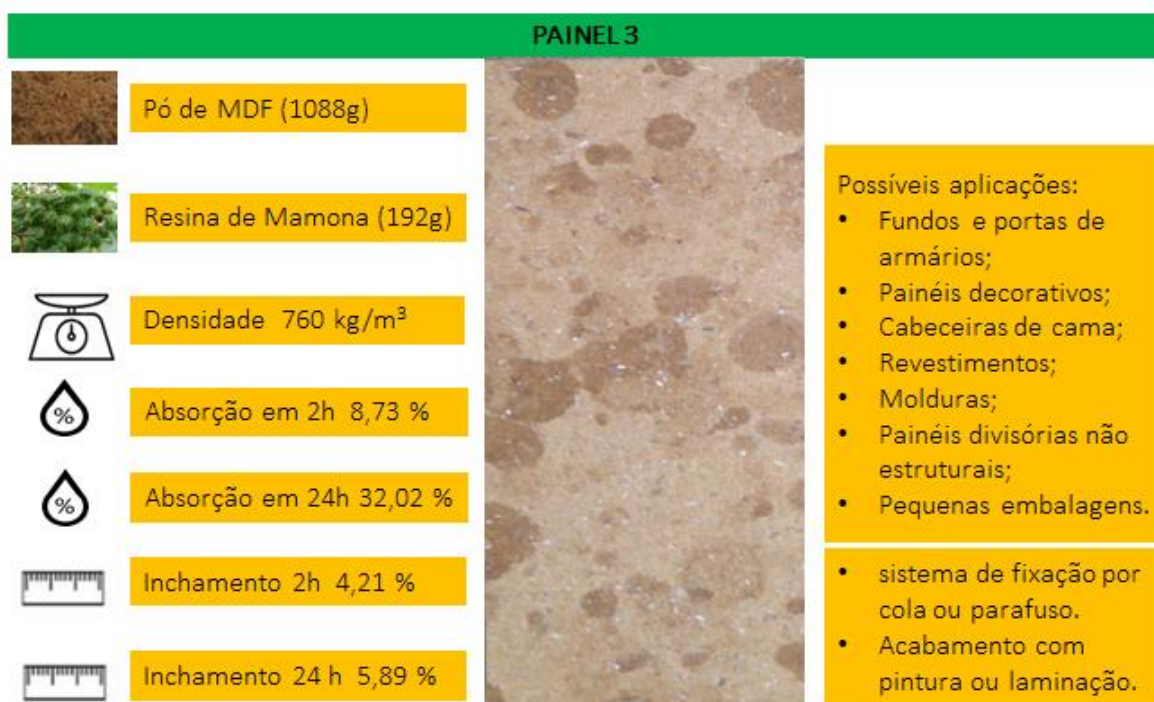 PAINEL 3
Pó de MDF (1088g)
Resina de Mamona (192g)
Densidade 760 kg/m³
%
Absorção em 2h 8,73 %
%
Absorção em 24h 32,02 %
Inchamento 2h 4,21 %
Inchamento 24 h 5,89 %
Possíveis aplicações:
• Fundos e portas de
armários;
• Painéis decorativos;
• Cabeceiras de cama;
• Revestimentos;
• Molduras;
• Painéis divisórias não
estruturais;
• Pequenas embalagens.
• sistema de fixação por
cola ou parafuso.
• Acabamento com
pintura ou laminação.